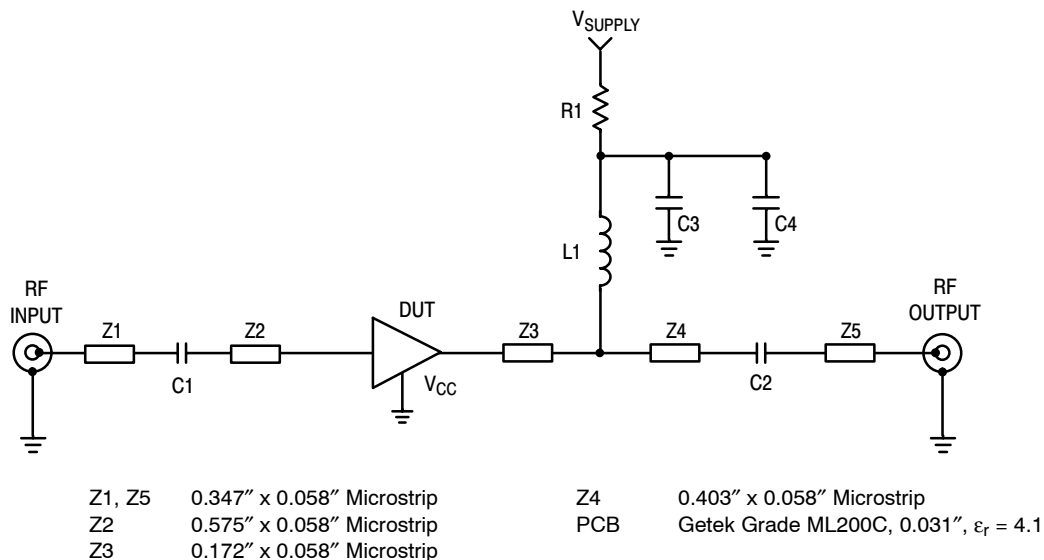 VSUPPLY
R1
C3
C4
L1
RF
INPUT
Z1
C1
Z2
DUT
VCC
Z3
Z4
C2
Z5
RF
OUTPUT
Z1, Z5 0.347″ x 0.058″ Microstrip
Z2 0.575″ x 0.058″ Microstrip
Z3 0.172″ x 0.058″ Microstrip
Z4 0.403″ x 0.058″ Microstrip
PCB Getek Grade ML200C, 0.031″, εr = 4.1